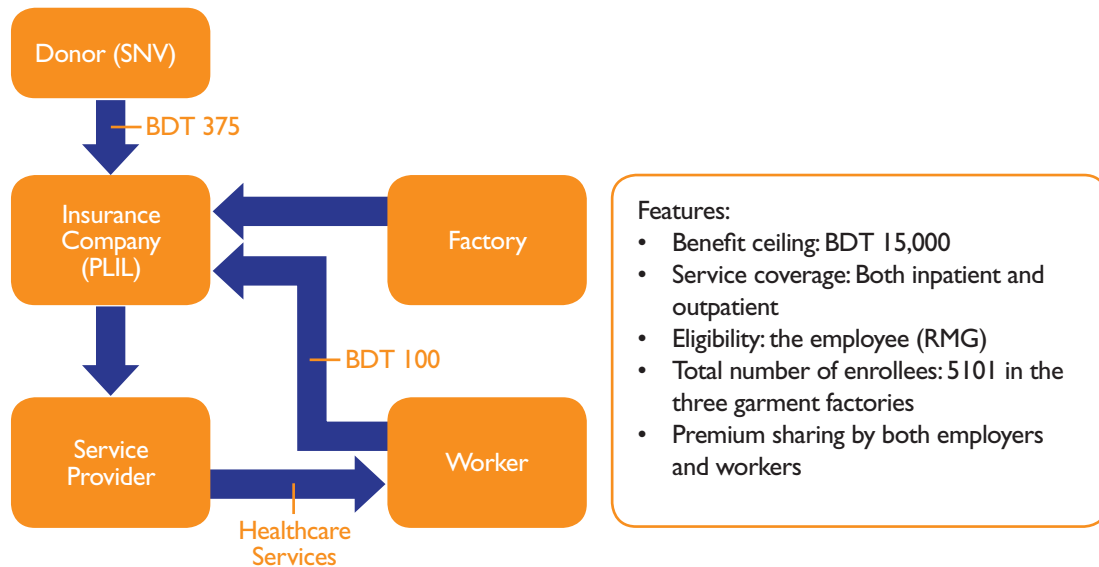 Donor (SNV)
BDT 375
Insurance
Company
(PLIL)
Factory
BDT 100
Service
Provider
Worker
Healthcare
Services
Features:
• Benefit ceiling: BDT 15,000
• Service coverage: Both inpatient and
outpatient
• Eligibility: the employee (RMG)
• Total number of enrollees: 5101 in the
three garment factories
• Premium sharing by both employers
and workers